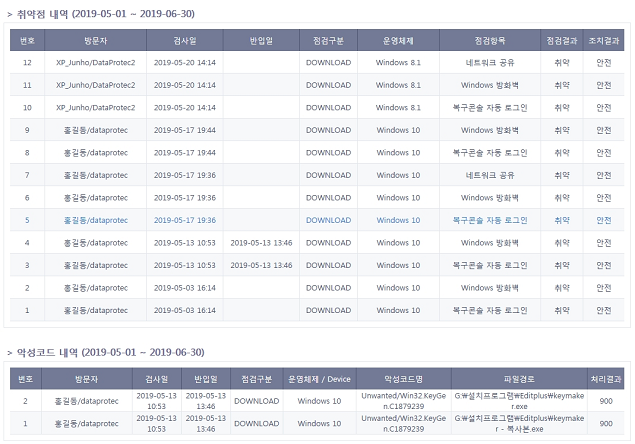 > 취약점 내역 (2019-05-01 ~ 2019-06-30)
번호 방문자 검사일 반입일 점검구분 운영체제 점검항목 점검결과 조치결과
12 XP_Junho/DataProtec2 2019-05-20 14:14 DOWNLOAD Windows 8.1 네트워크 공유 취약 안전
11 XP_Junho/DataProtec2 2019-05-20 14:14 DOWNLOAD Windows 8.1 Windows 방화벽 취약 안전
10 XP_Junho/DataProtec2 2019-05-20 14:14 DOWNLOAD Windows 8.1 복구콘솔 자동 로그인 취약 안전
9 홍길동/dataprotec 2019-05-17 19:44 DOWNLOAD Windows 10 Windows 방화벽 취약 안전
8 홍길동/dataprotec 2019-05-17 19:44 DOWNLOAD Windows 10 복구콘솔 자동 로그인 취약 안전
7 홍길동/dataprotec 2019-05-17 19:36 DOWNLOAD Windows 10 네트워크 공유 취약 안전
6 홍길동/dataprotec 2019-05-17 19:36 DOWNLOAD Windows 10 Windows 방화벽 취약 안전
5 홍길동/dataprotec 2019-05-17 19:36 DOWNLOAD Windows 10 복구콘솔 자동 로그인 취약 안전
4 홍길동/dataprotec 2019-05-13 10:53 2019-05-13 13:46 DOWNLOAD Windows 10 Windows 방화벽 취약 안전
3 홍길동/dataprotec 2019-05-13 10:53 2019-05-13 13:46 DOWNLOAD Windows 10 복구콘솔 자동 로그인 취약 안전
2 홍길동/dataprotec 2019-05-03 16:14 DOWNLOAD Windows 10 Windows 방화벽 취약 안전
1 홍길동/dataprotec 2019-05-03 16:14 DOWNLOAD Windows 10 복구콘솔 자동 로그인 취약 안전
> 악성코드 내역 (2019-05-01 ~ 2019-06-30)
번호 방문자 검사일 반입일 점검구분 운영체제 / Device 악성코드명 파일경로 처리결과
2019-05-13 2019-05-13 Unwanted/Win32.KeyGe G:₩설치프로그램₩Editplus₩keymake
2 홍길동/dataprotec DOWNLOAD Windows 10 900
10:53 13:46 n.C1879239 r.exe
2019-05-13 2019-05-13 Unwanted/Win32.KeyGe G:₩설치프로그램₩Editplus₩keymake
1 홍길동/dataprotec DOWNLOAD Windows 10 900
10:53 13:46 n.C1879239 r - 복사본.exe